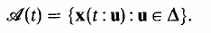 𝒜(t) = {x(t : u) : u ∈ Δ}.